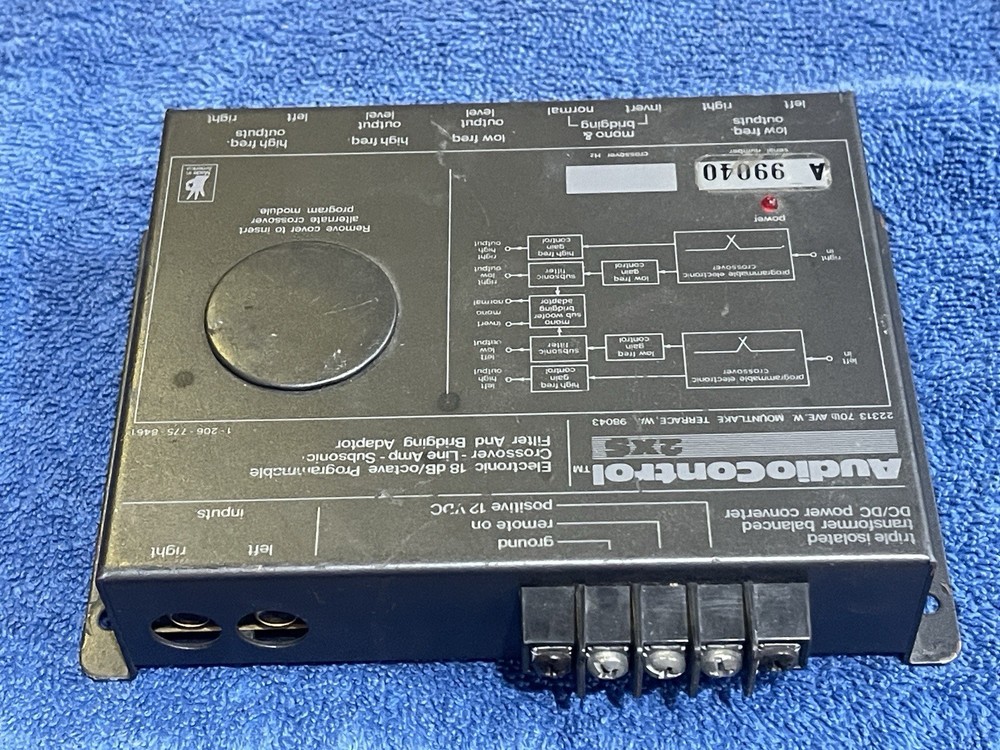 triple isolated
transformer balanced
DC/DC power converter
ground
remote on
positive 12 VDC
left
right
inputs
AudioControl™
2XS
Electronic 18 dB/octave Programmable
Crossover - Line Amp - Subsonic
Filter And Bridging Adaptor
22313 70th AVE. W. MOUNTLAKE TERRACE, WA 98043
1-206-775-8461
left
in
programmable electronic
crossover
low freq
gain
control
high freq
gain
control
left
high
output
subsonic
filter
left
low
output
mono
sub woofer
bridging
adaptor
invert
mono
normal
right
in
programmable electronic
crossover
low freq
gain
control
subsonic
filter
right
low
output
high freq
gain
control
right
high
output
power
A 99040
serial number
crossover Hz
Remove cover to insert
alternate crossover
program module
Made in
low freq.
outputs
left
right
mono &
bridging
invert
normal
low freq.
output
level
high freq.
output
level
high freq.
outputs
left
right